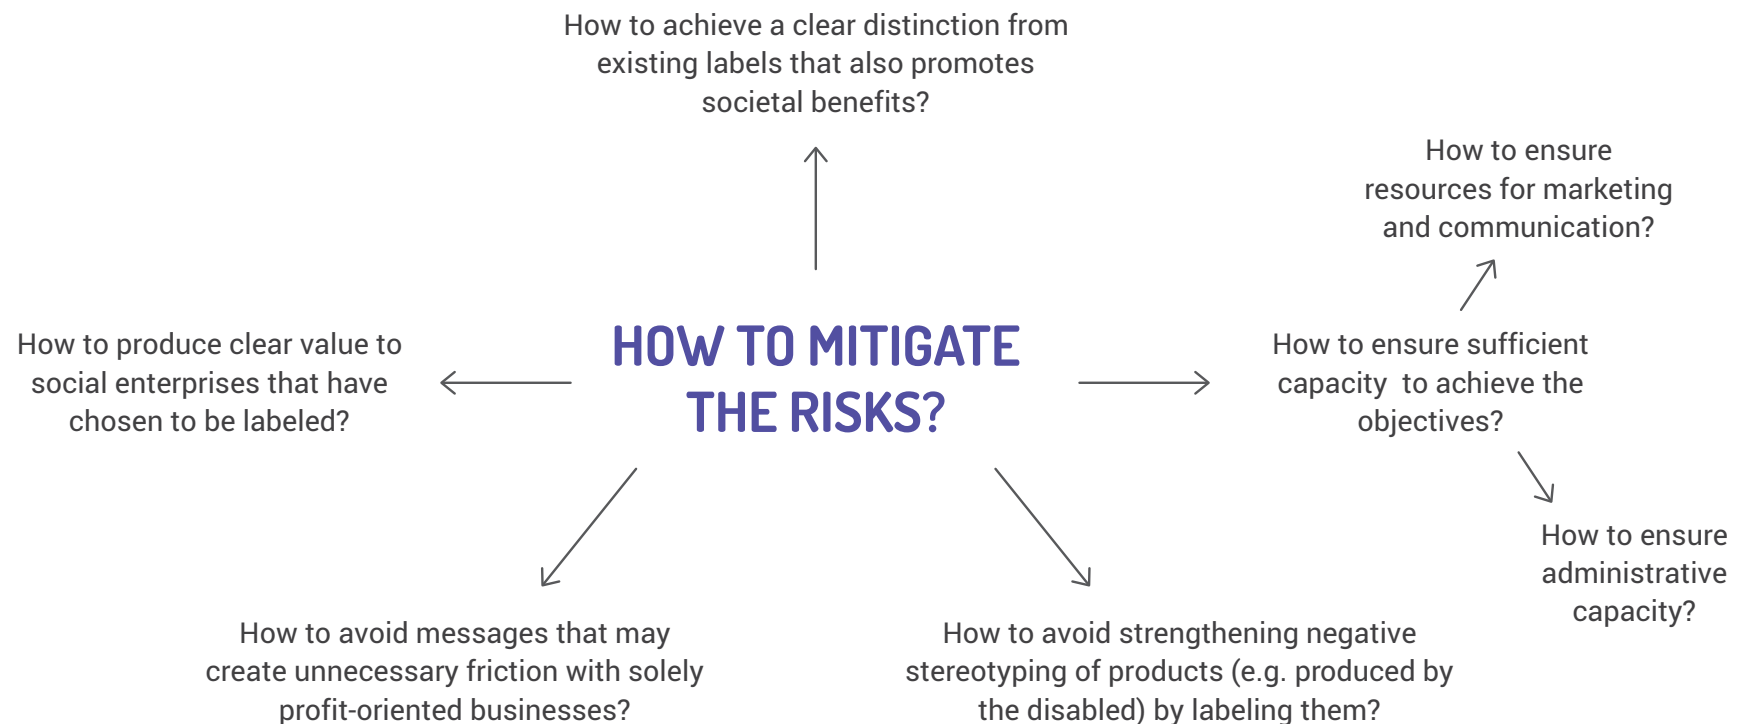 How to achieve a clear distinction from
existing labels that also promotes
societal benefits?
How to ensure
resources for marketing
and communication?
HOW TO MITIGATE
THE RISKS?
How to produce clear value to
social enterprises that have
chosen to be labeled?
How to ensure sufficient
capacity  to achieve the
objectives?
How to ensure
administrative
capacity?
How to avoid messages that may
create unnecessary friction with solely
profit-oriented businesses?
How to avoid strengthening negative
stereotyping of products (e.g. produced by
the disabled) by labeling them?